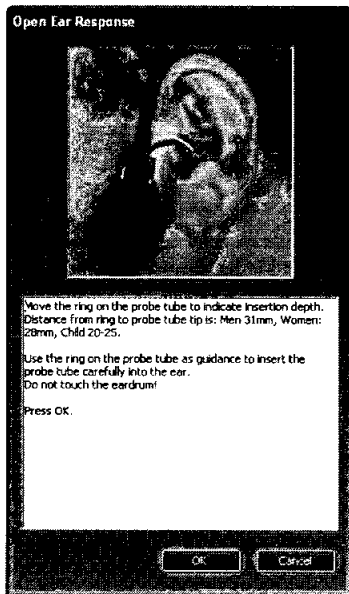 Open Ear Response
Move the ring on the probe tube to indicate insertion depth.
Distance from ring to probe tube tip is: Men 31mm, Women:
28mm, Child 20-25.
Use the ring on the probe tube as guidance to insert the
probe tube carefully into the ear.
Do not touch the eardrum!
Press OK.
OK
Cancel